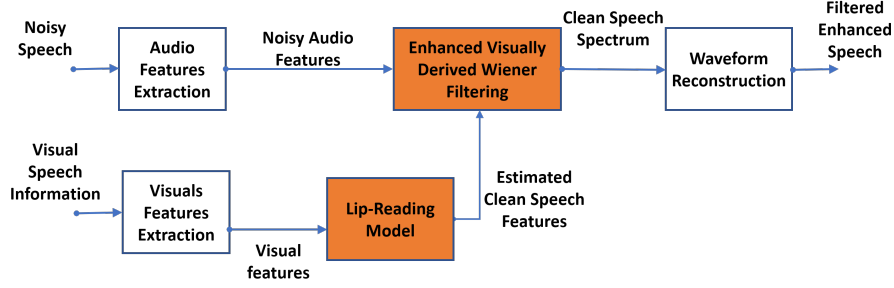 Noisy
Speech
Audio
Features
Extraction
Noisy Audio
Features
Enhanced Visually
Derived Wiener
Filtering
Clean Speech
Spectrum
Waveform
Reconstruction
Filtered
Enhanced
Speech
Visual
Speech
Information
Visuals
Features
Extraction
Visual
features
Lip-Reading
Model
Estimated
Clean Speech
Features